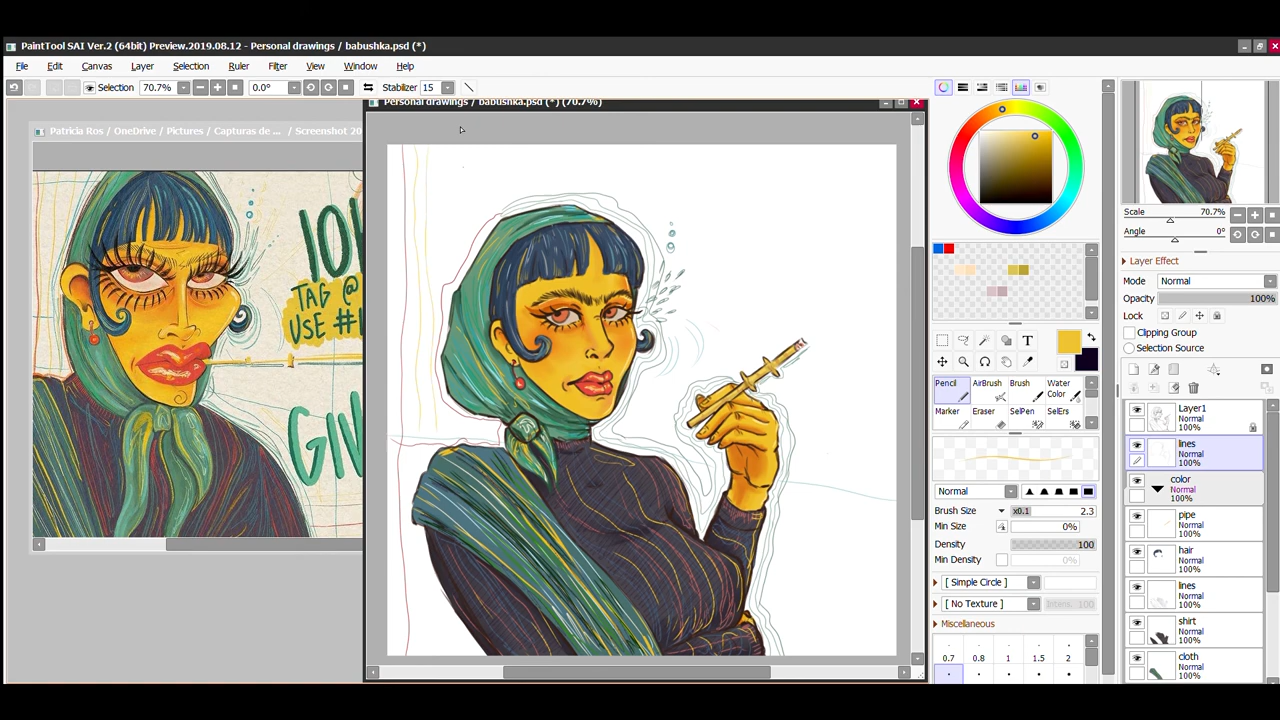 PaintTool SAI Ver.2 (64bit) Preview.2019.08.12 - Personal drawings / babushka.psd (*)
File Edit Canvas Layer Selection Ruler Filter View Window Help
Selection 70.7% 0.0° Stabilizer 15
Patricia Ros / OneDrive / Pictures / Capturas de ... / Screenshot 20
Personal drawings / babushka.psd (*) (70.7%)
TAG @
USE #
GIV
Scale 70.7%
Angle 0°
Layer Effect
Mode Normal
Opacity 100%
Lock
Clipping Group
Selection Source
T
Pencil AirBrush Brush Water Color
Marker Eraser SelPen SelErs
Normal
Brush Size x0.1 2.3
Min Size 0%
Density 100
Min Density 0%
[ Simple Circle ]
[ No Texture ] Intens. 100
Miscellaneous
0.7 0.8 1 1.5 2
Layer1
Normal
100%
lines
Normal
100%
color
Normal
100%
pipe
Normal
100%
hair
Normal
100%
lines
Normal
100%
shirt
Normal
100%
cloth
Normal
100%